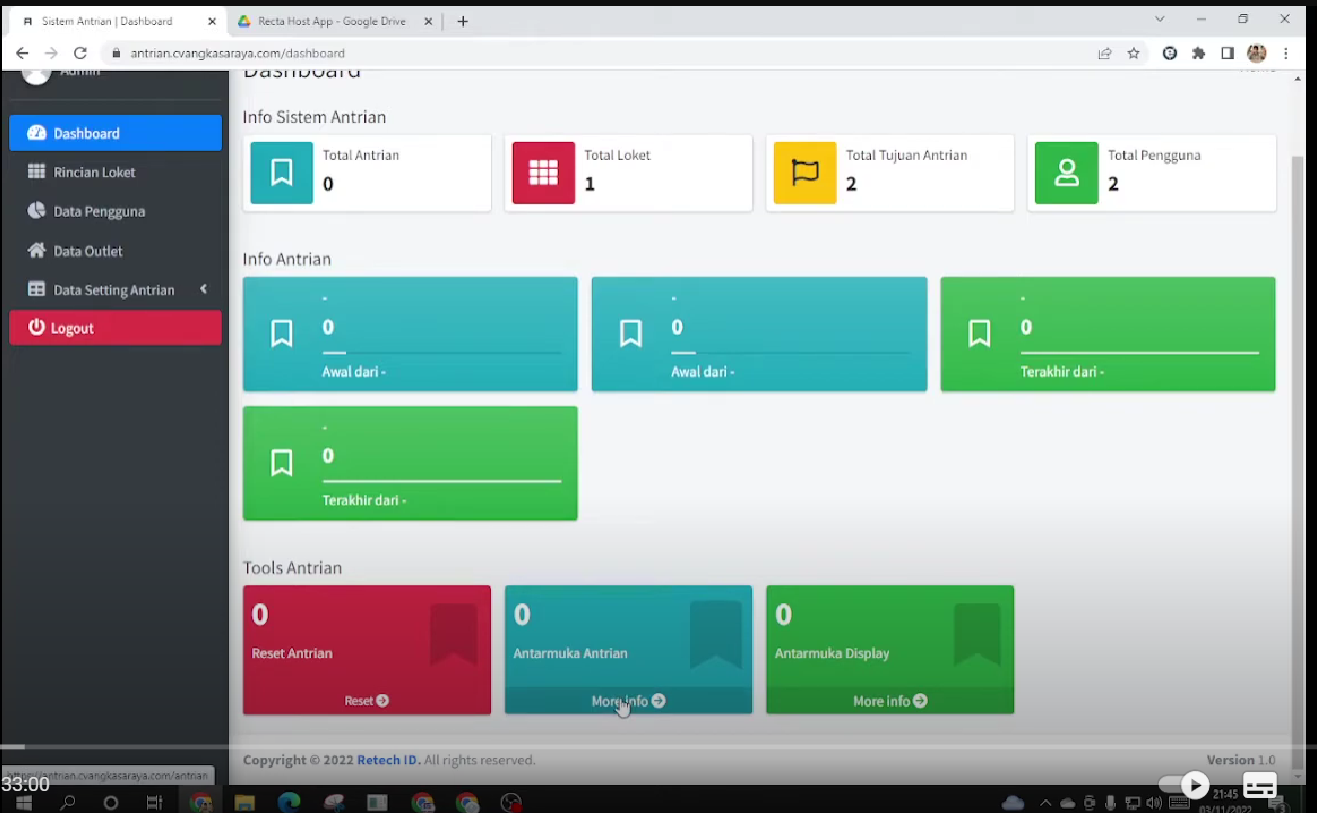 Sistem Antrian | Dashboard
Recta Host App - Google Drive
antrian.cvangkasaraya.com/dashboard
Admin
Dashboard
Dashboard
Rincian Loket
Data Pengguna
Data Outlet
Data Setting Antrian
Logout
Info Sistem Antrian
Total Antrian
0
Total Loket
1
Total Tujuan Antrian
2
Total Pengguna
2
Info Antrian
-
0
Awal dari -
-
0
Awal dari -
-
0
Terakhir dari -
-
0
Terakhir dari -
Tools Antrian
0
Reset Antrian
Reset
0
Antarmuka Antrian
More info
0
Antarmuka Display
More info
Copyright © 2022 Retech ID. All rights reserved.
Version 1.0
https://antrian.cvangkasaraya.com/antrian
33:00
21:45
03/11/2022
3